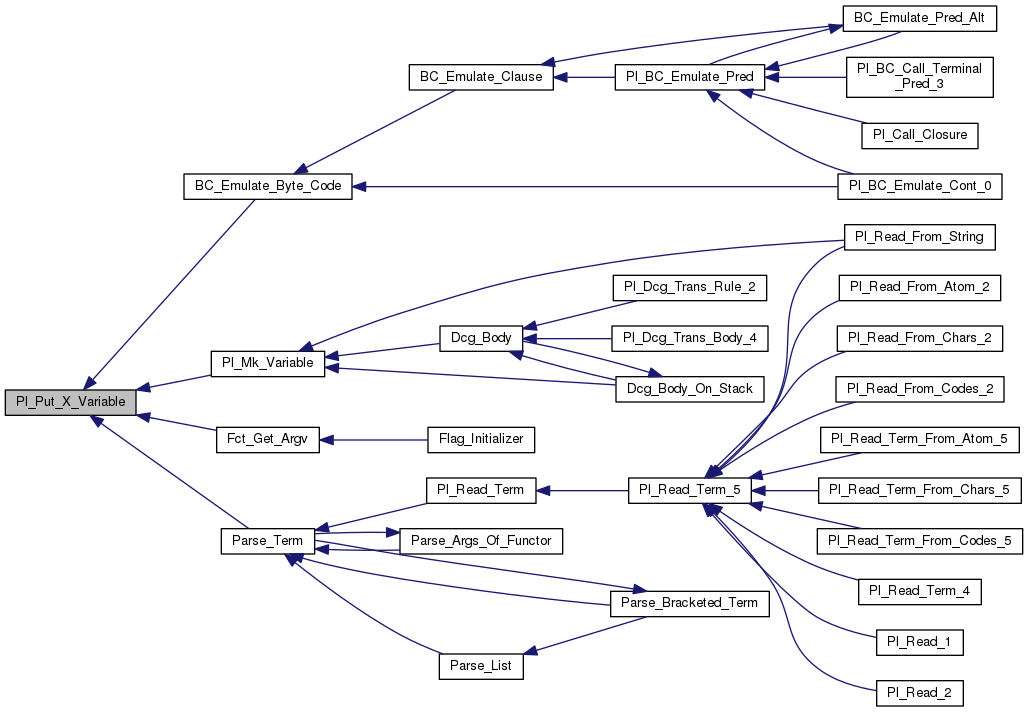 BC_Emulate_Pred_Alt
BC_Emulate_Clause
Pl_BC_Emulate_Pred
Pl_BC_Call_Terminal
_Pred_3
Pl_Call_Closure
BC_Emulate_Byte_Code
Pl_BC_Emulate_Cont_0
Pl_Read_From_String
Pl_Dcg_Trans_Rule_2
Pl_Read_From_Atom_2
Dcg_Body
Pl_Dcg_Trans_Body_4
Pl_Read_From_Chars_2
Pl_Mk_Variable
Dcg_Body_On_Stack
Pl_Read_From_Codes_2
Pl_Put_X_Variable
Fct_Get_Argv
Flag_Initializer
Pl_Read_Term_From_Atom_5
Pl_Read_Term
Pl_Read_Term_5
Pl_Read_Term_From_Chars_5
Parse_Term
Parse_Args_Of_Functor
Pl_Read_Term_From_Codes_5
Pl_Read_Term_4
Parse_Bracketed_Term
Pl_Read_1
Parse_List
Pl_Read_2